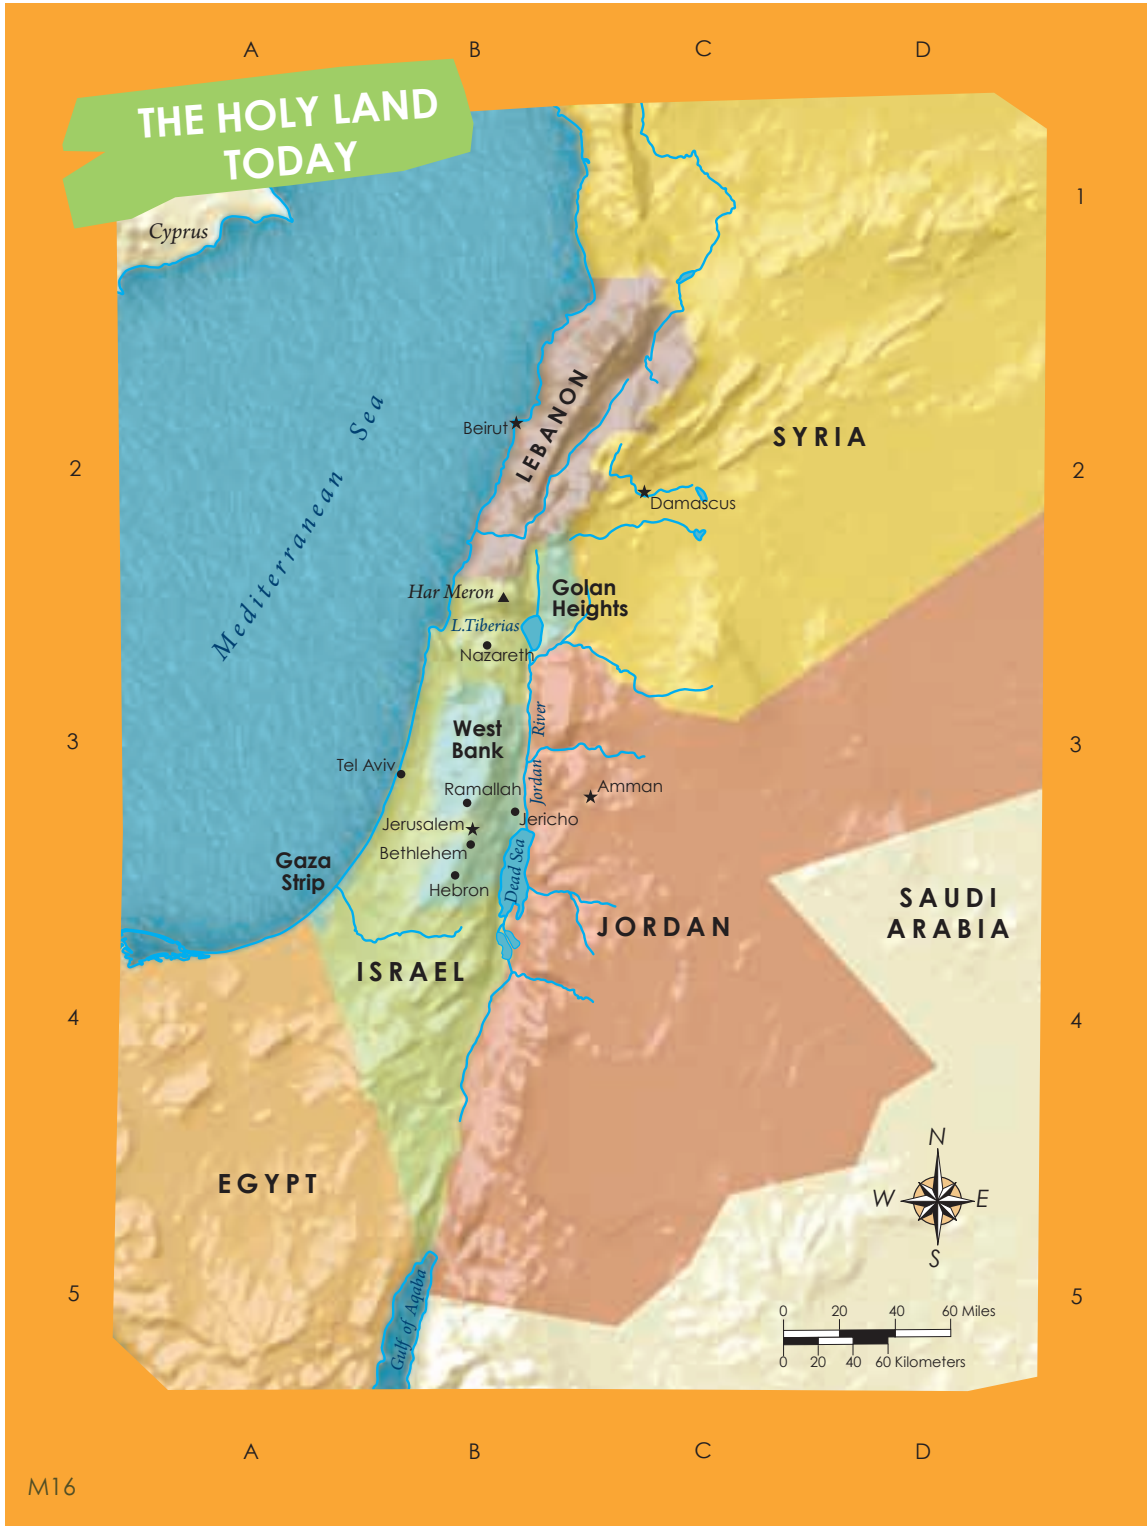 A B C D
THE HOLY LAND
TODAY
1
1
Cyprus
Mediterranean Sea
LEBANON
Beirut
SYRIA
2
2
Damascus
Har Meron
Golan
Heights
L.Tiberias
Nazareth
West
Bank
Jordan River
3
3
Tel Aviv
Ramallah
Amman
Jericho
Jerusalem
Bethlehem
Gaza
Strip
Dead Sea
Hebron
SAUDI
ARABIA
JORDAN
ISRAEL
4
4
N
W E
S
EGYPT
5
5
Gulf of Aqaba
0 20 40 60 Miles
0 20 40 60 Kilometers
A B C D
M16